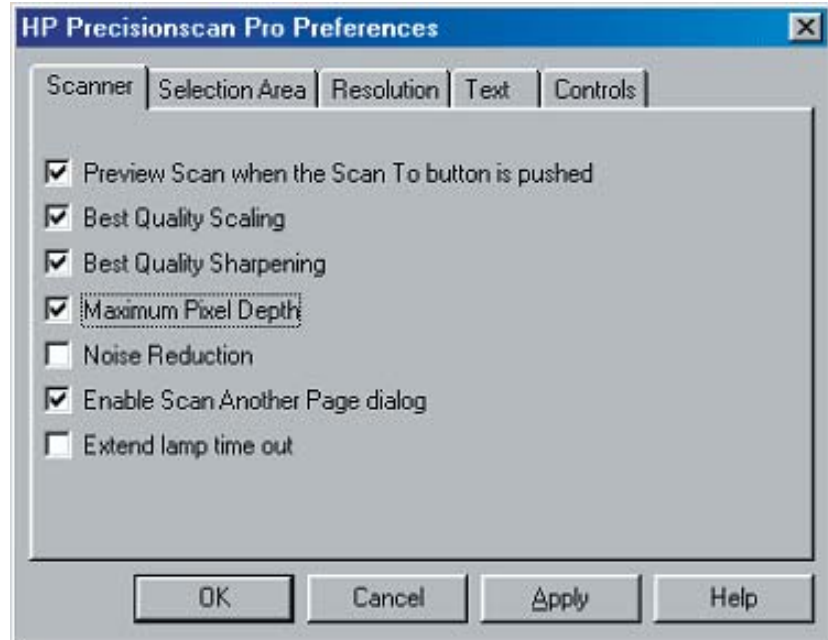 HP Precisionscan Pro Preferences
Scanner Selection Area Resolution Text Controls
Preview Scan when the Scan To button is pushed
Best Quality Scaling
Best Quality Sharpening
Maximum Pixel Depth
Noise Reduction
Enable Scan Another Page dialog
Extend lamp time out
OK Cancel Apply Help